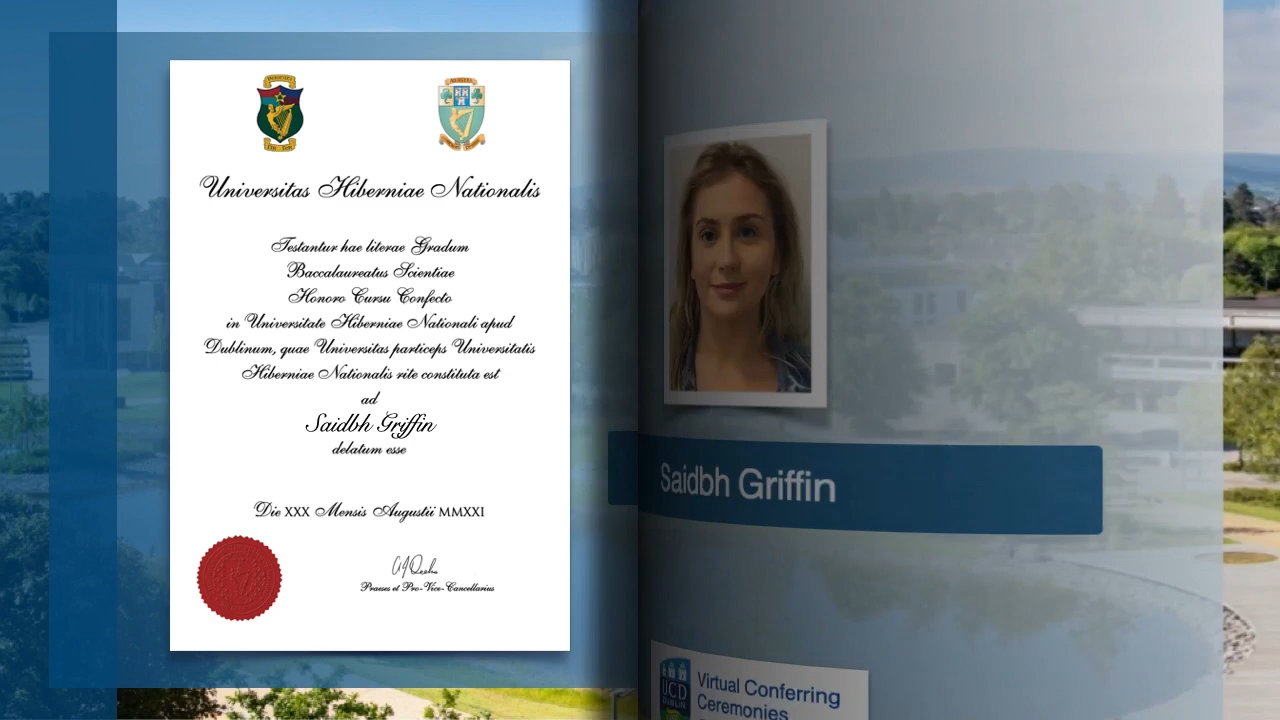 Universitas Hiberniae Nationalis
Testantur hae literae Gradum
Baccalaureatus Scientiae
Honoro Cursu Confecto
in Universitate Hiberniae Nationali apud
Dublinum, quae Universitas particeps Universitatis
Hiberniae Nationalis rite constituta est
ad
Saidbh Griffin
delatum esse
Die XXX Mensis Augustii MMXXI
Praeses et Pro-Vice-Cancellarius
Saidbh Griffin
UCD
DUBLIN
Virtual Conferring
Ceremonies